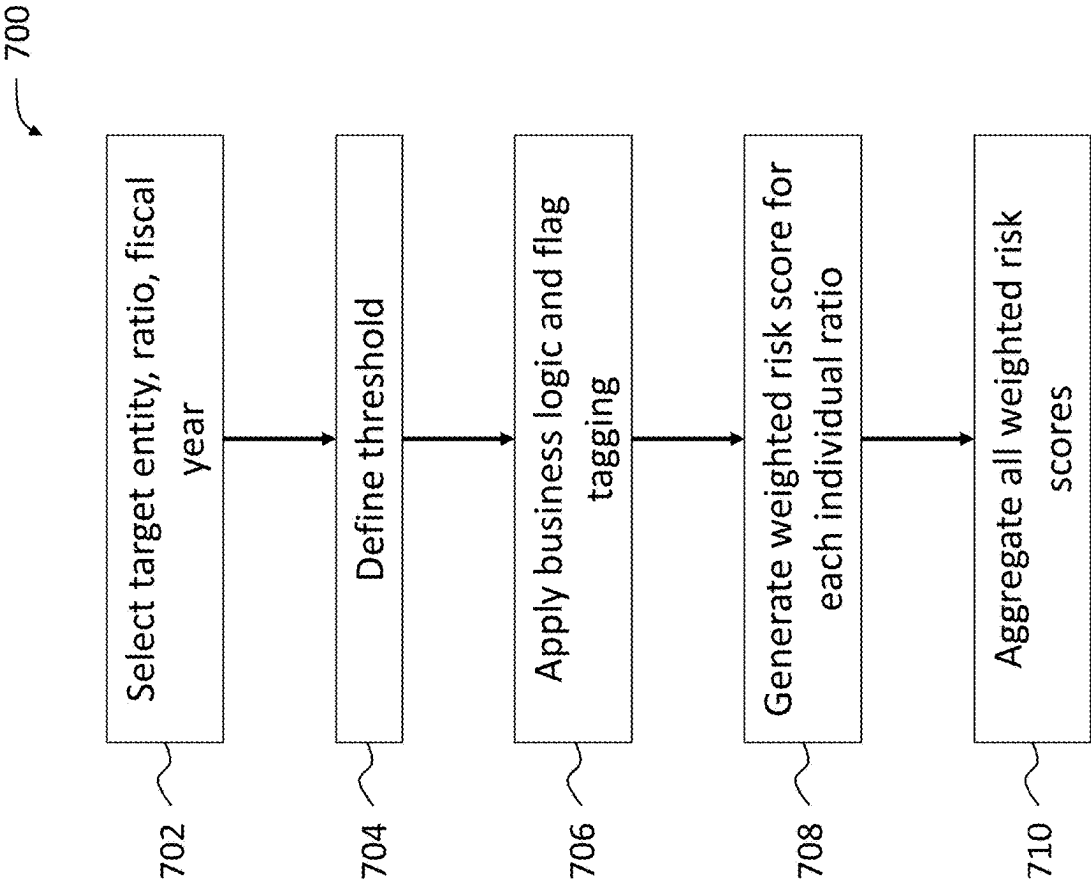 700
702
Select target entity, ratio, fiscal
year
704
Define threshold
706
Apply business logic and flag
tagging
708
Generate weighted risk score for
each individual ratio
710
Aggregate all weighted risk
scores